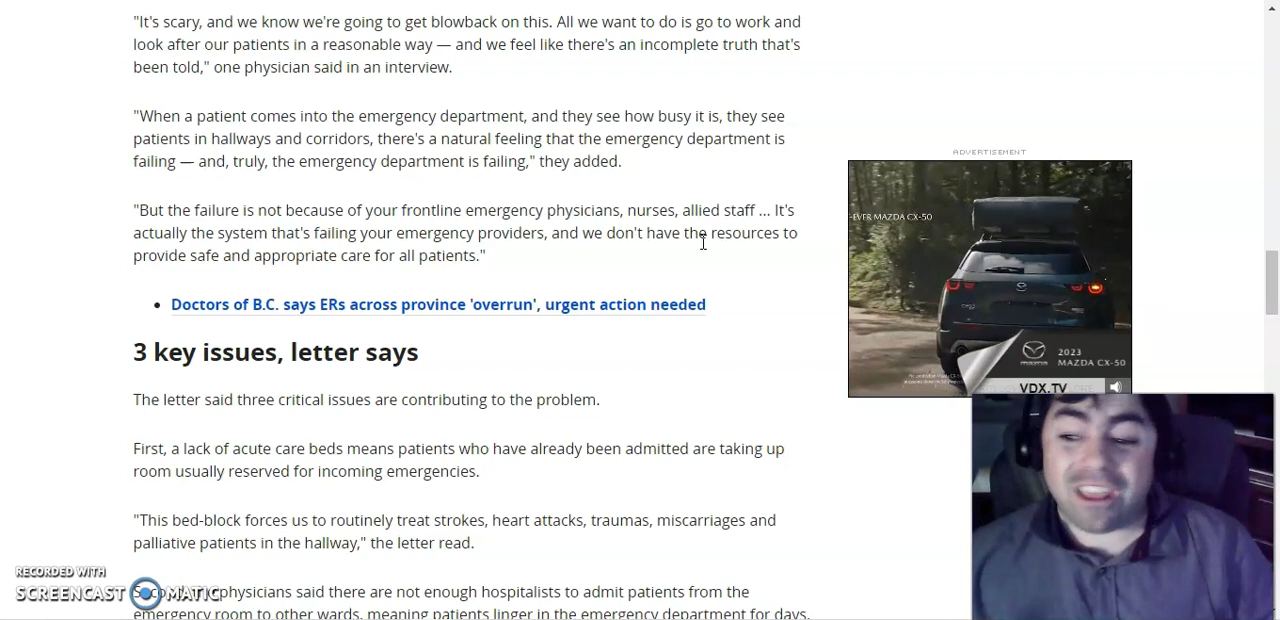 "It's scary, and we know we're going to get blowback on this. All we want to do is go to work and
look after our patients in a reasonable way — and we feel like there's an incomplete truth that's
been told," one physician said in an interview.
"When a patient comes into the emergency department, and they see how busy it is, they see
patients in hallways and corridors, there's a natural feeling that the emergency department is
failing — and, truly, the emergency department is failing," they added.
"But the failure is not because of your frontline emergency physicians, nurses, allied staff ... It's
actually the system that's failing your emergency providers, and we don't have the resources to
provide safe and appropriate care for all patients."
Doctors of B.C. says ERs across province 'overrun', urgent action needed
3 key issues, letter says
The letter said three critical issues are contributing to the problem.
First, a lack of acute care beds means patients who have already been admitted are taking up
room usually reserved for incoming emergencies.
"This bed-block forces us to routinely treat strokes, heart attacks, traumas, miscarriages and
palliative patients in the hallway," the letter read.
physicians said there are not enough hospitalists to admit patients from the
emergency room to other wards, meaning patients linger in the emergency department for days,
ADVERTISEMENT
-EVER MAZDA CX-50
mazda
2023
MAZDA CX-50
VDX.TV
RECORDED WITH
SCREENCAST MATIC